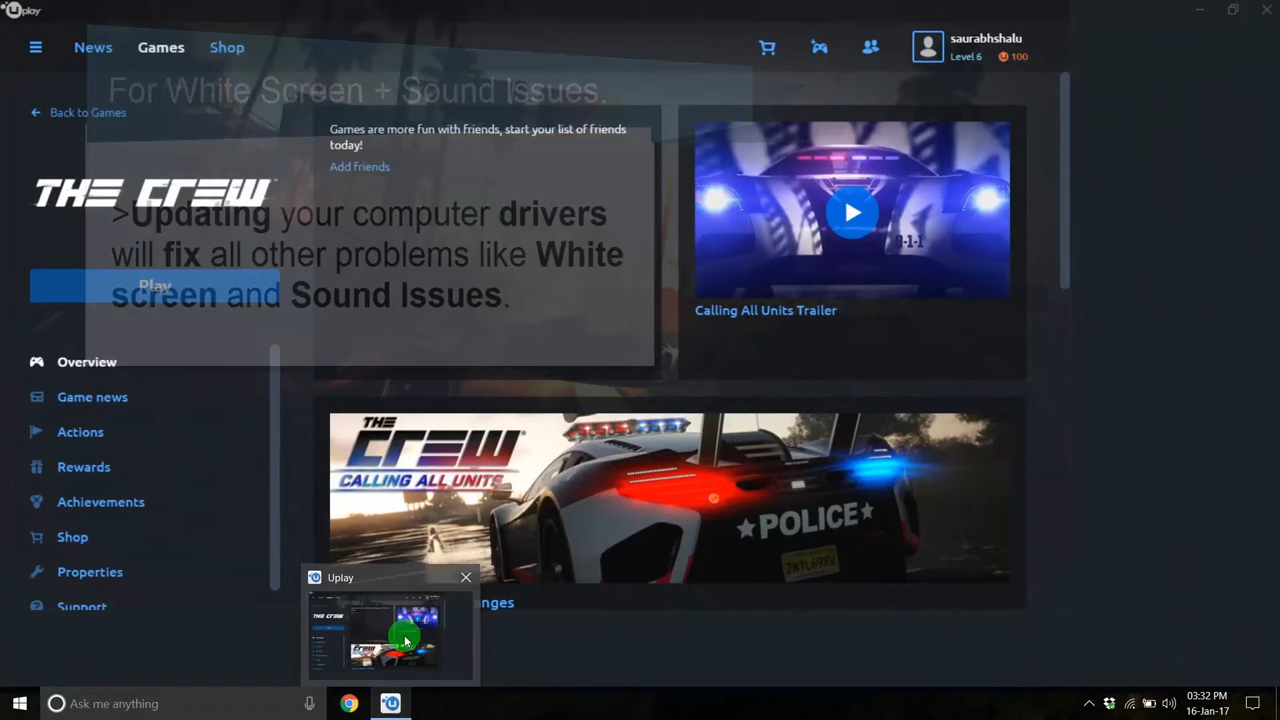 uplay
News Games Shop
saurabhshalu
Level 6 100
For White Screen + Sound Issues.
Back to Games
Games are more fun with friends, start your list of friends
today!
Add friends
THE CREW
>Updating your computer drivers
will fix all other problems like White
screen and Sound Issues.
Play
Calling All Units Trailer
Overview
Game news
Actions
Rewards
Achievements
Shop
Properties
Support
THE
CREW
CALLING ALL UNITS
POLICE
9-1-1
Uplay
anges
Ask me anything
03:32 PM
16-Jan-17